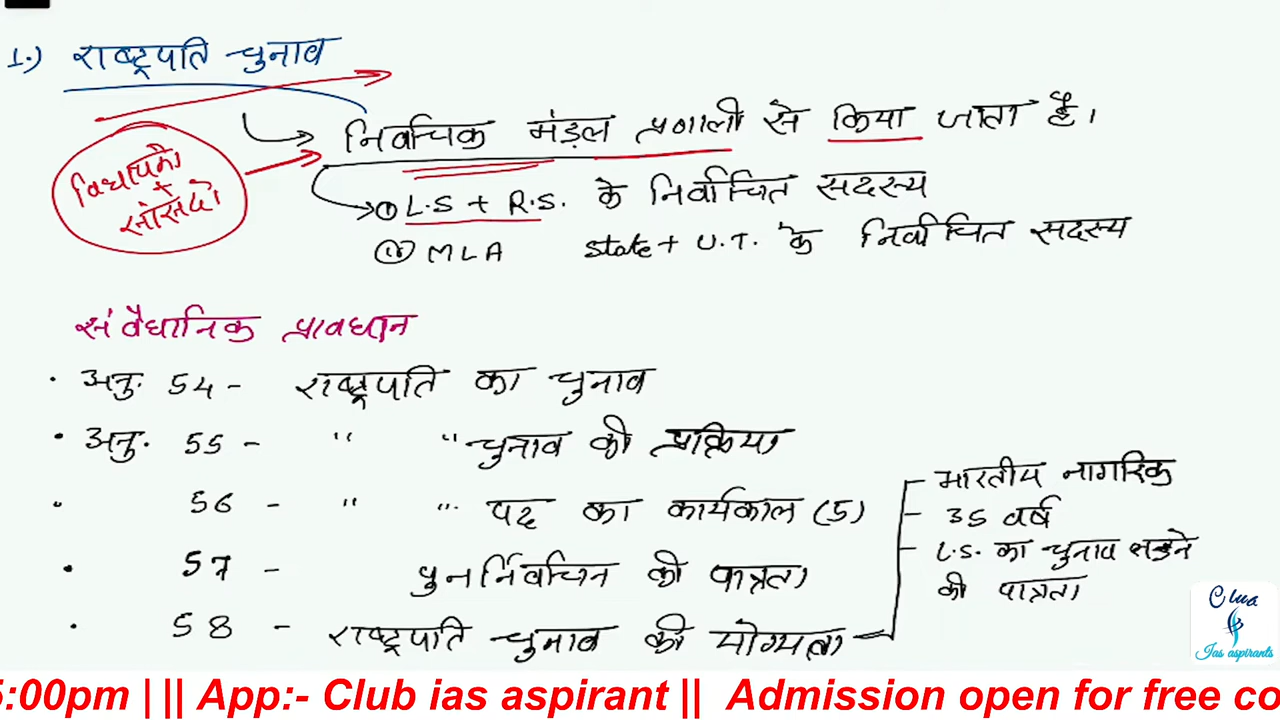 1.) राष्ट्रपति चुनाव
निर्वाचक मंड़ल प्रणाली से किया जाता है।
विधायको
व
सांसदो
① L.S + R.S. के निर्वाचित सदस्य
② MLA state + U.T. के निर्वाचित सदस्य
संवैधानिक प्रावधान
• अनु. 54 - राष्ट्रपति का चुनाव
• अनु. 55 - " " चुनाव की प्रक्रिया
• 56 - " " पद का कार्यकाल (5)
• 57 - पुनर्निर्वाचन की पात्रता
• 58 - राष्ट्रपति चुनाव की योग्यता
- भारतीय नागरिक
- 35 वर्ष
- L.S. का चुनाव लडने
की पात्रता
Club
Ias aspirants
5:00pm | || App:- Club ias aspirant || Admission open for free co